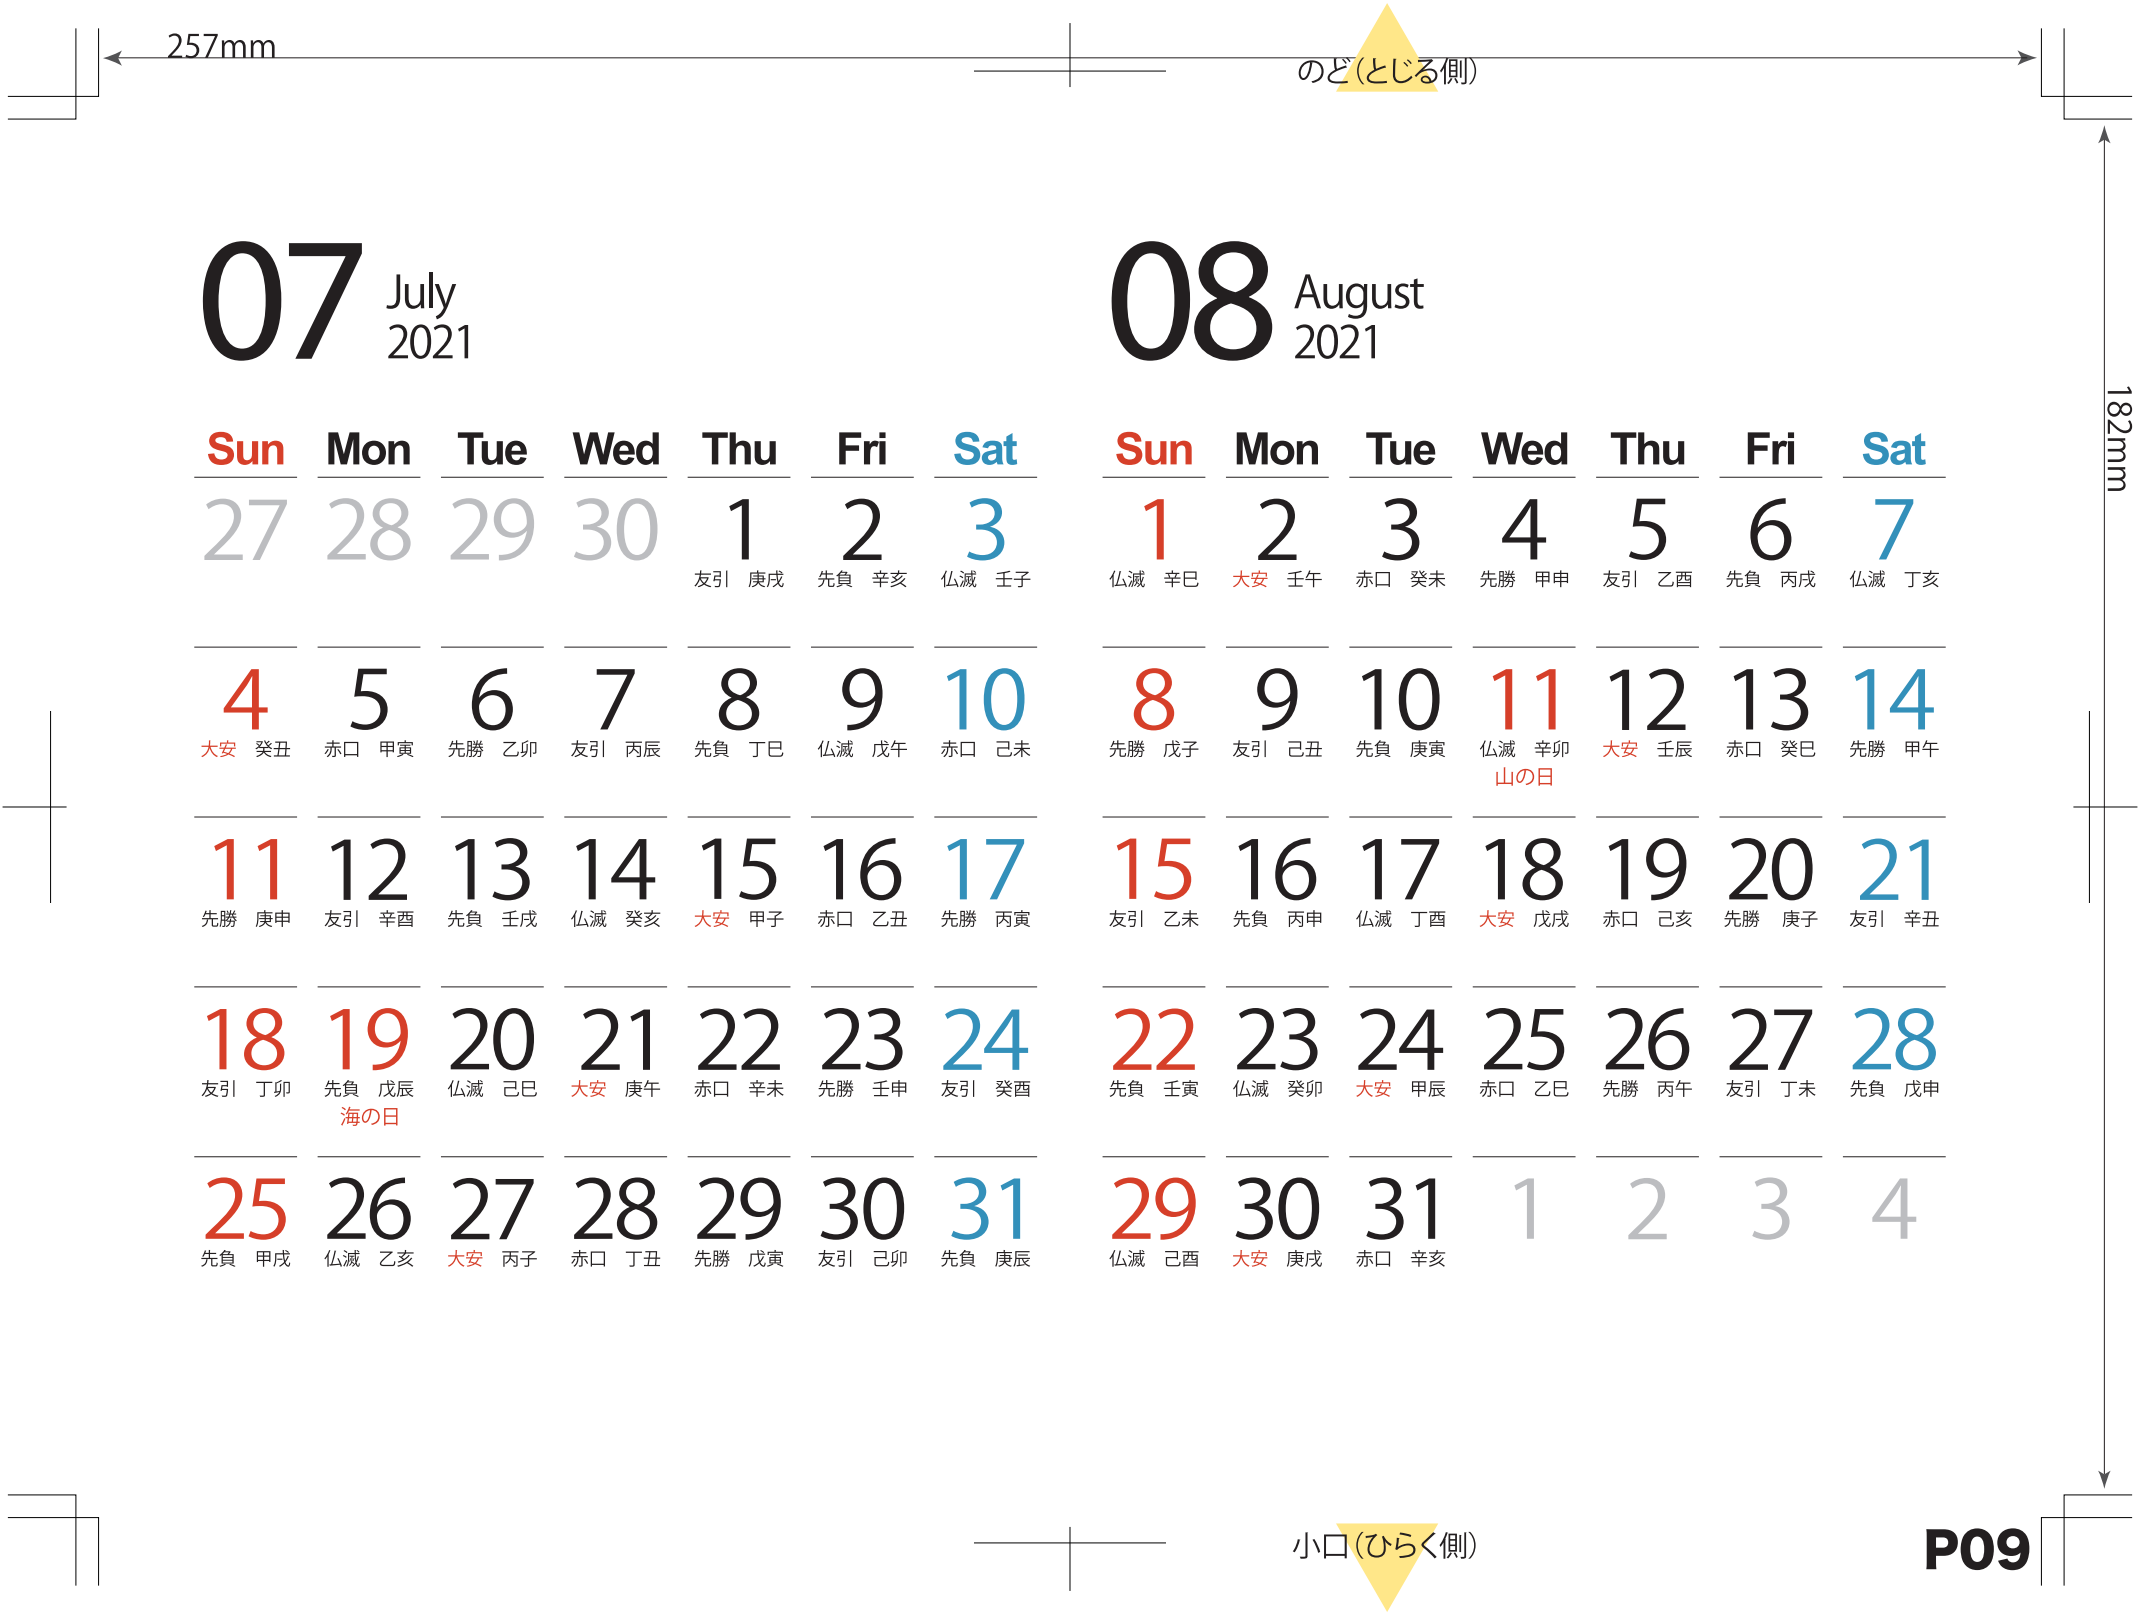 257mm
のど（とじる側）
182mm
07 July 2021
Sun Mon Tue Wed Thu Fri Sat
27 28 29 30 1 2 3
友引 庚戌 先負 辛亥 仏滅 壬子
4 5 6 7 8 9 10
大安 癸丑 赤口 甲寅 先勝 乙卯 友引 丙辰 先負 丁巳 仏滅 戊午 赤口 己未
11 12 13 14 15 16 17
先勝 庚申 友引 辛酉 先負 壬戌 仏滅 癸亥 大安 甲子 赤口 乙丑 先勝 丙寅
18 19 20 21 22 23 24
友引 丁卯 先負 戊辰 仏滅 己巳 大安 庚午 赤口 辛未 先勝 壬申 友引 癸酉
海の日
25 26 27 28 29 30 31
先負 甲戌 仏滅 乙亥 大安 丙子 赤口 丁丑 先勝 戊寅 友引 己卯 先負 庚辰
08 August 2021
Sun Mon Tue Wed Thu Fri Sat
1 2 3 4 5 6 7
仏滅 辛巳 大安 壬午 赤口 癸未 先勝 甲申 友引 乙酉 先負 丙戌 仏滅 丁亥
8 9 10 11 12 13 14
先勝 戊子 友引 己丑 先負 庚寅 仏滅 辛卯 大安 壬辰 赤口 癸巳 先勝 甲午
山の日
15 16 17 18 19 20 21
友引 乙未 先負 丙申 仏滅 丁酉 大安 戊戌 赤口 己亥 先勝 庚子 友引 辛丑
22 23 24 25 26 27 28
先負 壬寅 仏滅 癸卯 大安 甲辰 赤口 乙巳 先勝 丙午 友引 丁未 先負 戊申
29 30 31 1 2 3 4
仏滅 己酉 大安 庚戌 赤口 辛亥
小口（ひらく側）
P09